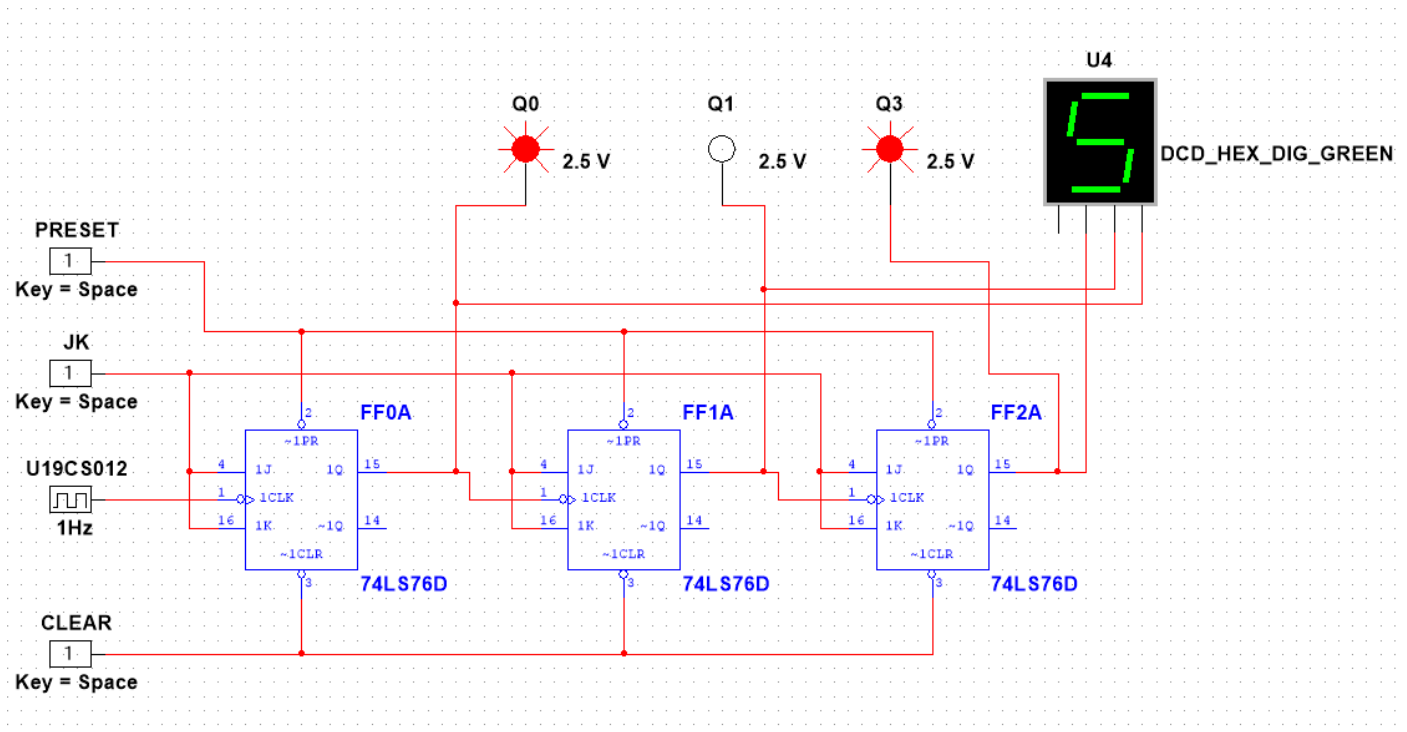 U4
Q0
Q1
Q3
2.5 V
2.5 V
2.5 V
5
DCD_HEX_DIG_GREEN
PRESET
1
Key = Space
JK
1
Key = Space
FF0A
FF1A
FF2A
2
2
2
~1PR
~1PR
~1PR
U19CS012
1Hz
4 1J 1Q 15
4 1J 1Q 15
4 1J 1Q 15
1 1CLK
1 1CLK
1 1CLK
16 1K ~1Q 14
16 1K ~1Q 14
16 1K ~1Q 14
~1CLR
~1CLR
~1CLR
3
3
3
74LS76D
74LS76D
74LS76D
CLEAR
1
Key = Space